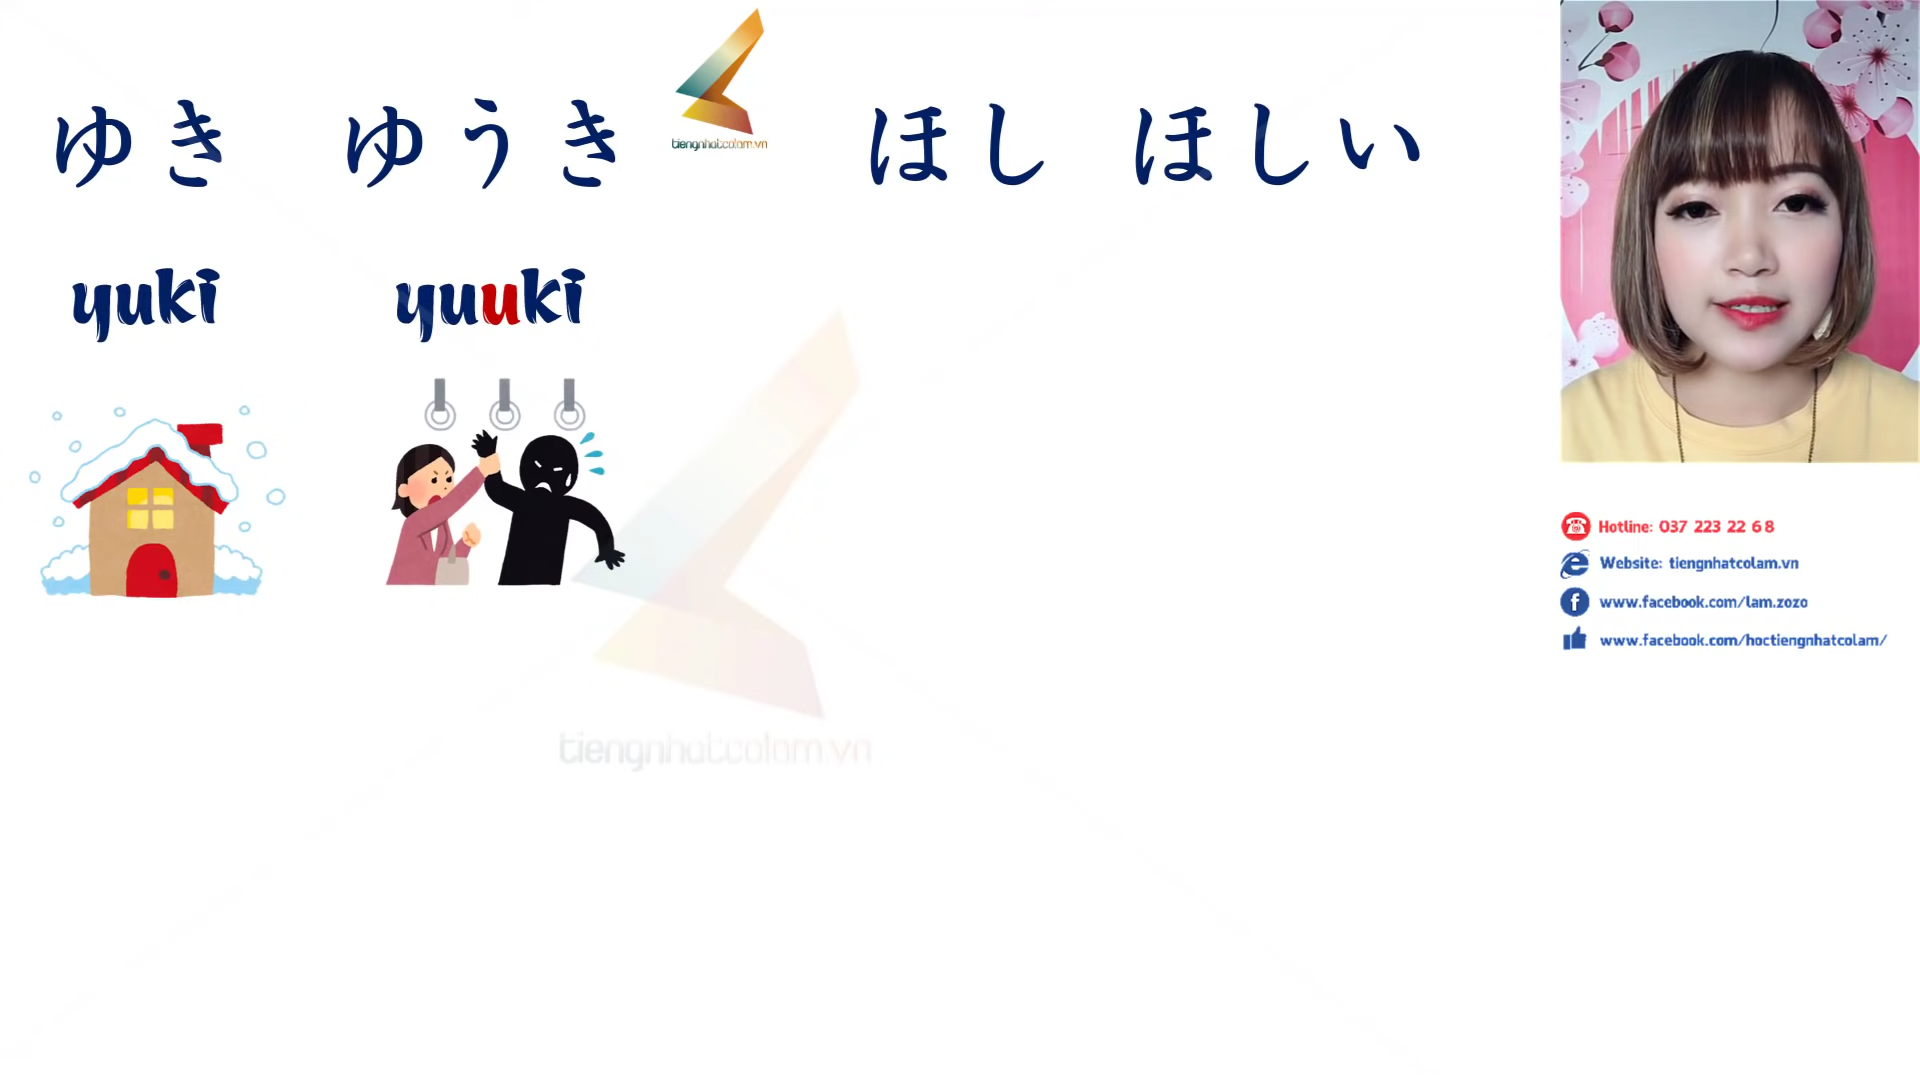 ゆき ゆうき ほし ほしい
tiengnhatcolam.vn
yuki yuuki
tiengnhatcolam.vn
Hotline: 037 223 22 68
Website: tiengnhatcolam.vn
www.facebook.com/lam.zozo
www.facebook.com/hoctiengnhatcolam/